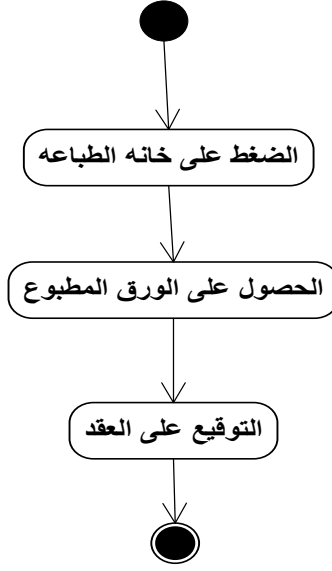 الضغط على خانه الطباعه
الحصول على الورق المطبوع
التوقيع على العقد